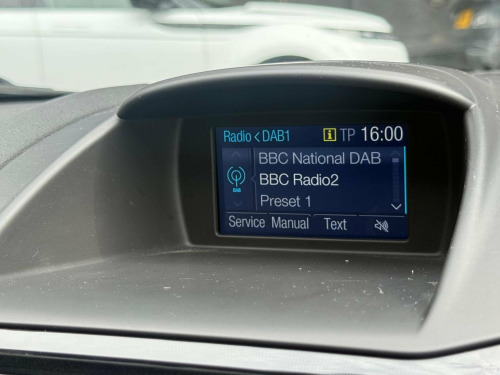 Radio < DAB1 i TP 16:00
BBC National DAB
BBC Radio2
DAB
Preset 1
Service Manual Text